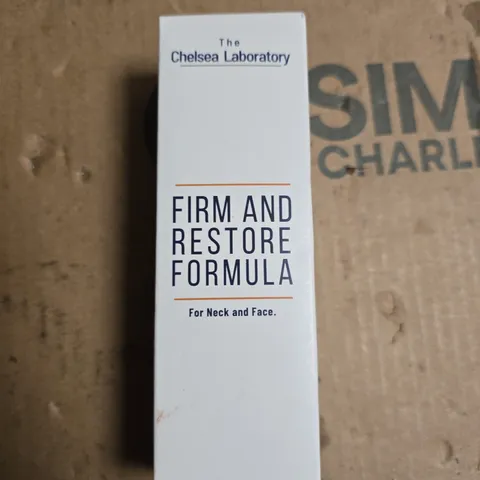 The
Chelsea Laboratory
FIRM AND
RESTORE
FORMULA
For Neck and Face.
SIM
CHARL